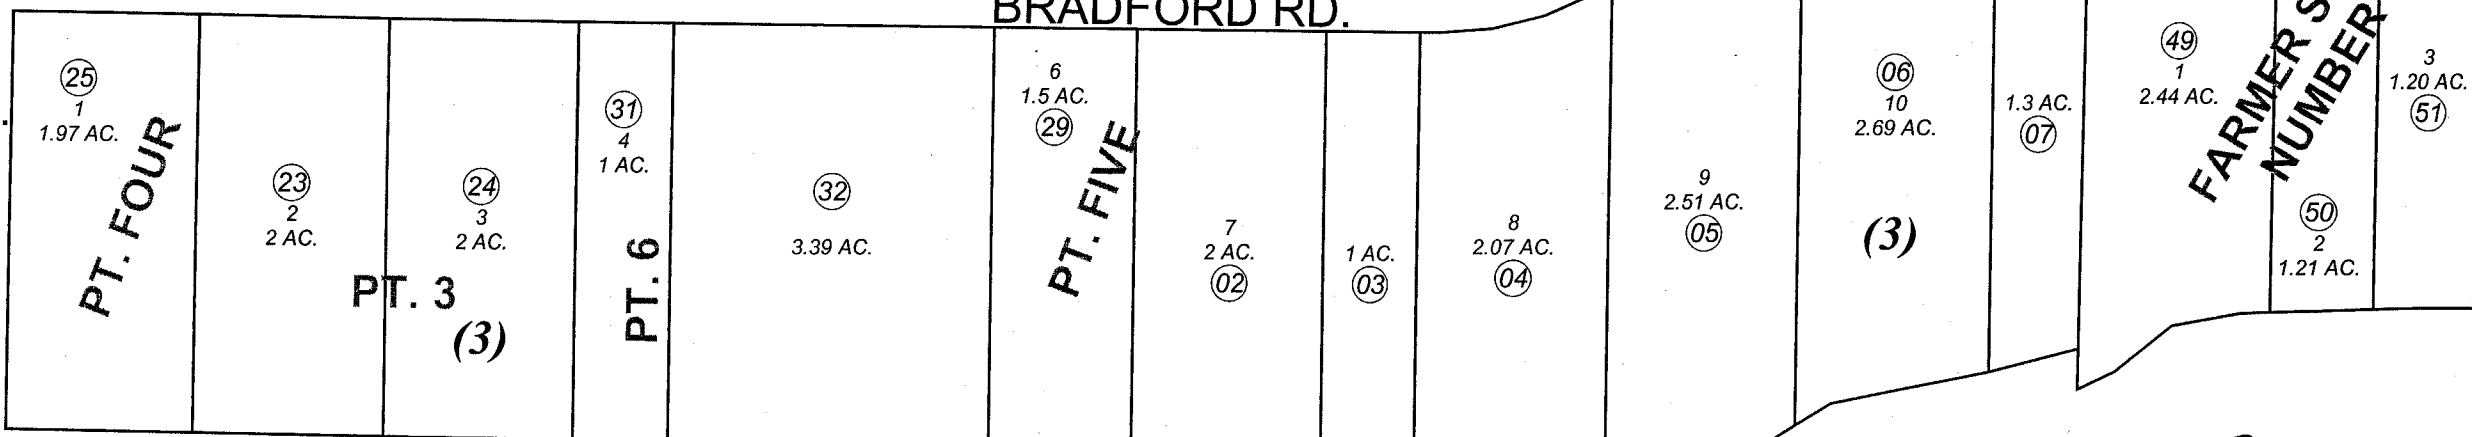 BRADFORD RD.
25
1
1.97 AC.
PT. FOUR
23
2
2 AC.
24
3
2 AC.
PT. 3
(3)
31
4
1 AC.
PT. 6
32
3.39 AC.
6
1.5 AC.
29
PT. FIVE
7
2 AC.
02
1 AC.
03
8
2.07 AC.
04
9
2.51 AC.
05
06
10
2.69 AC.
(3)
1.3 AC.
07
49
1
2.44 AC.
FARMER S
NUMBER
50
2
1.21 AC.
3
1.20 AC.
51